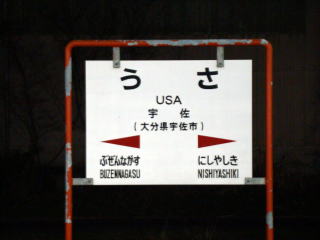 うさ
USA
宇佐
(大分県宇佐市)
ぶぜんながす にしやしき
BUZENNAGASU NISHIYASHIKI